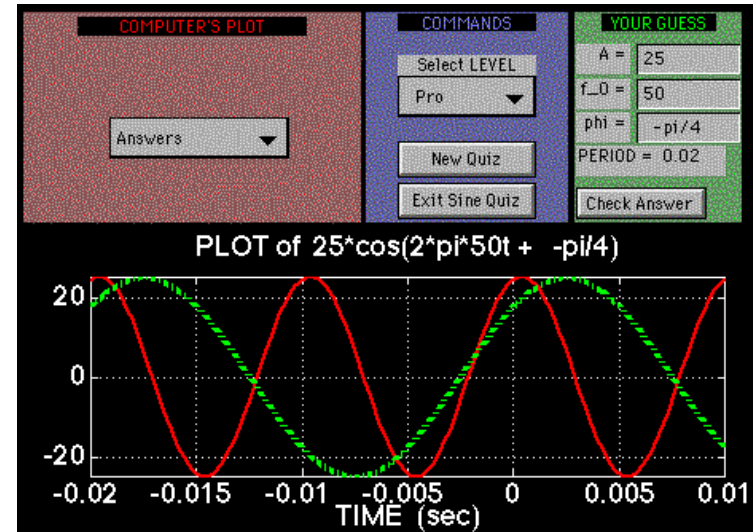 COMPUTER'S PLOT
Answers
COMMANDS
Select LEVEL
Pro
New Quiz
Exit Sine Quiz
YOUR GUESS
A = 25
f_0 = 50
phi = -pi/4
PERIOD = 0.02
Check Answer
PLOT of 25*cos(2*pi*50t + -pi/4)
20
0
-20
-0.02 -0.015 -0.01 -0.005 0 0.005 0.01
TIME (sec)